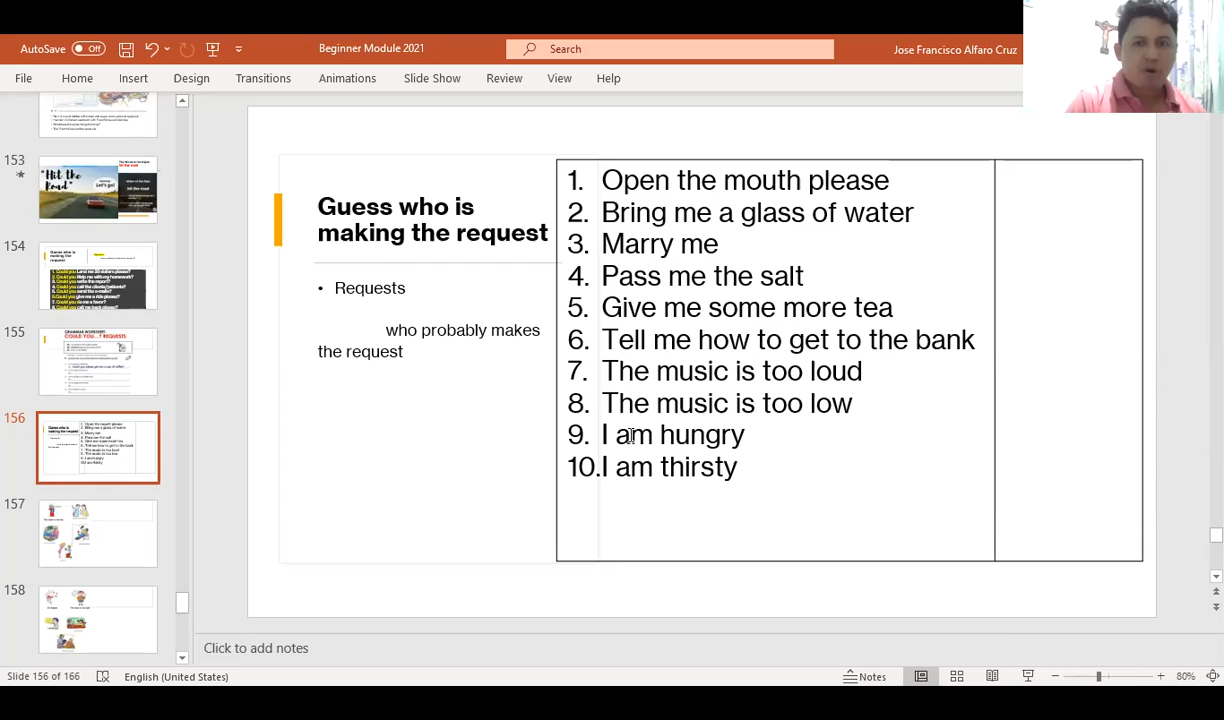 AutoSave Off
Beginner Module 2021
Search
Jose Francisco Alfaro Cruz
File Home Insert Design Transitions Animations Slide Show Review View Help
153
154
155
156
157
158
"Hit the Road"
Let's go!
Guess who is
making the request
• Requests
who probably makes
the request
1. Open the mouth please
2. Bring me a glass of water
3. Marry me
4. Pass me the salt
5. Give me some more tea
6. Tell me how to get to the bank
7. The music is too loud
8. The music is too low
9. I am hungry
10. I am thirsty
Click to add notes
Slide 156 of 166
English (United States)
Notes
80%